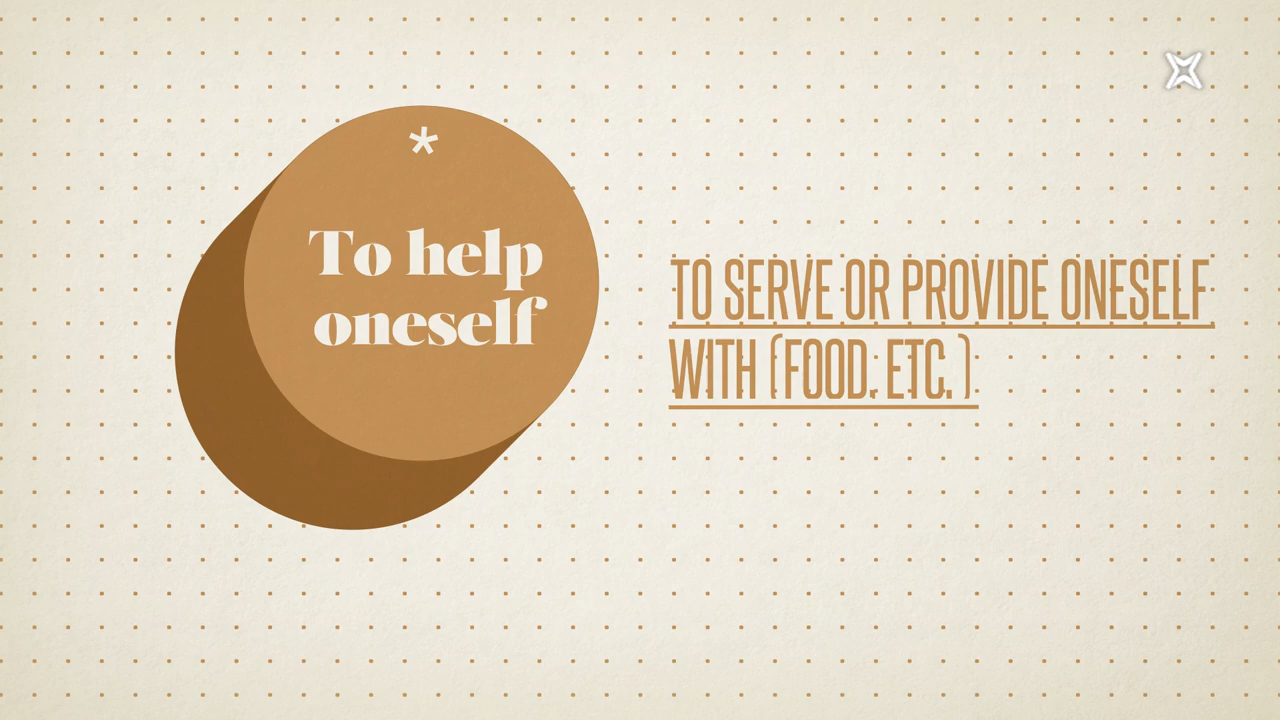 *
To help
oneself
TO SERVE OR PROVIDE ONESELF
WITH (FOOD, ETC. )